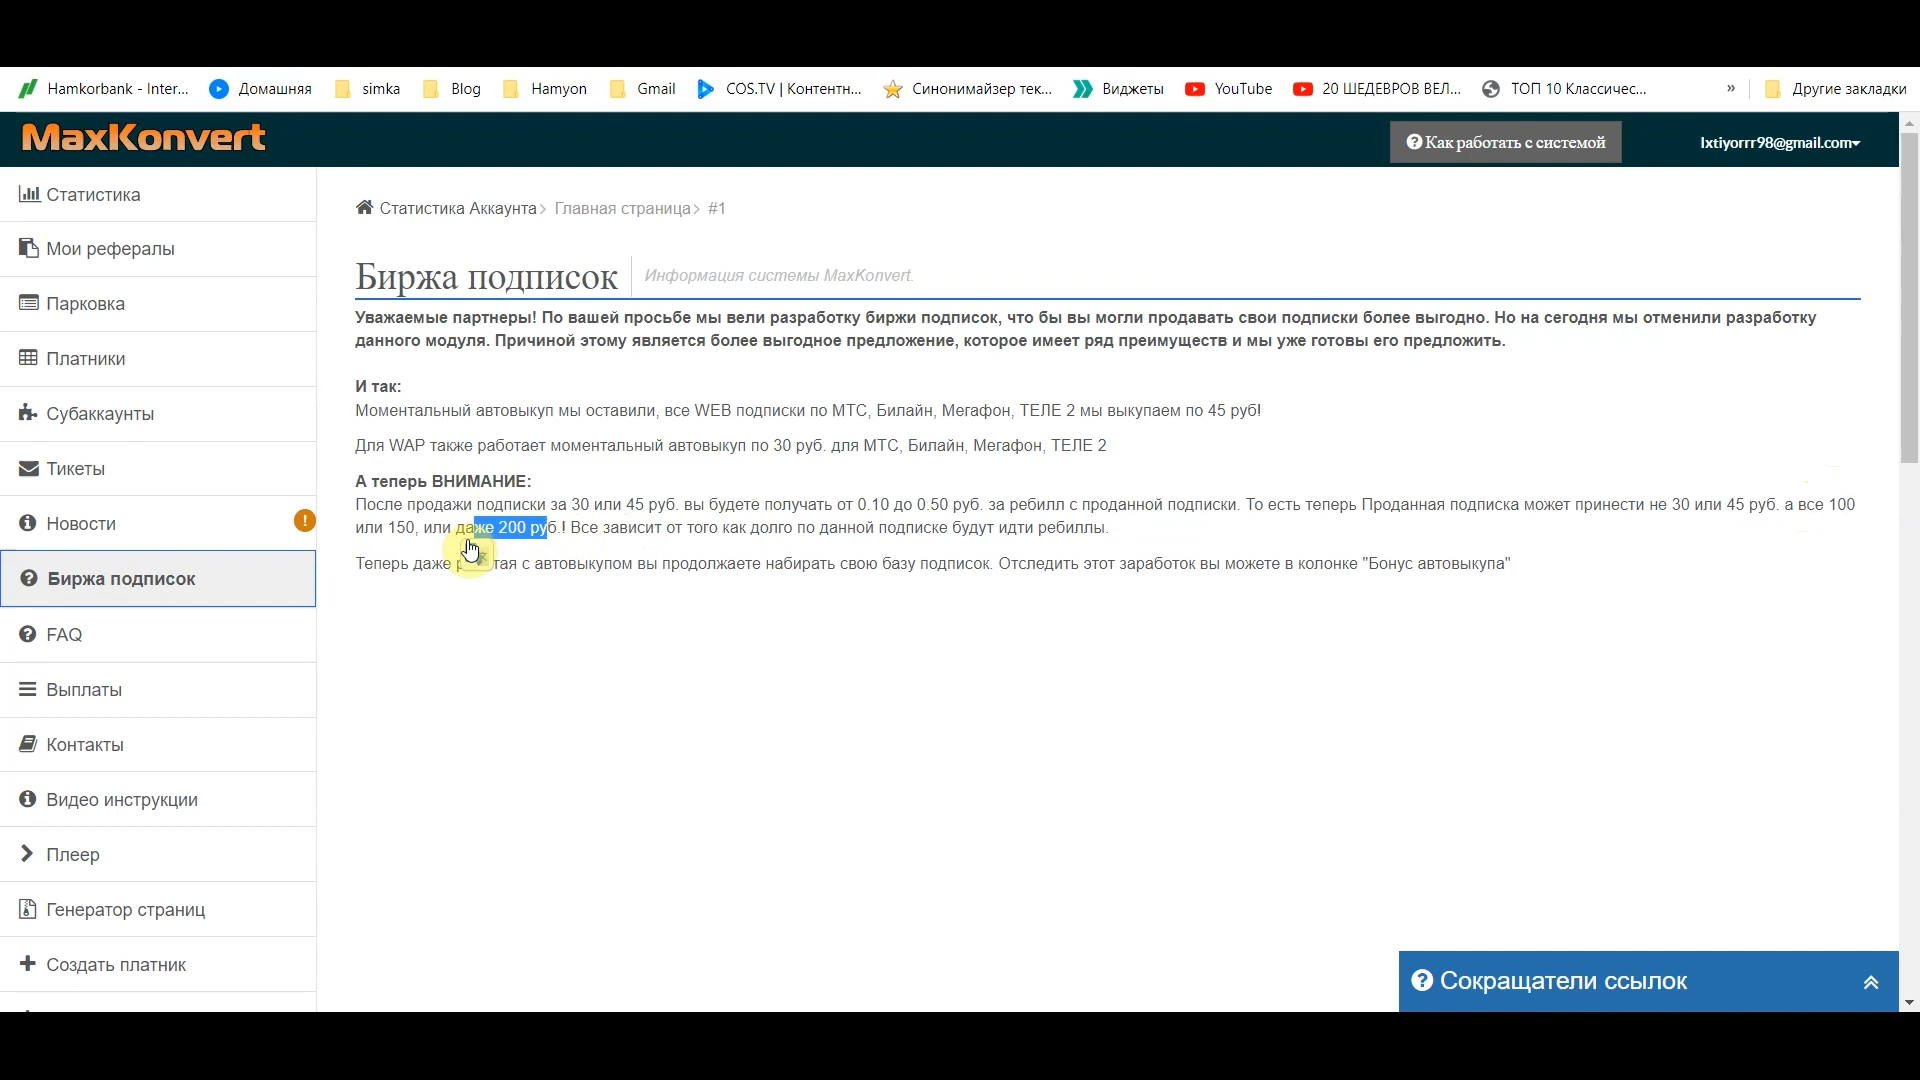 Hamkorbank - Inter... Домашняя simka Blog Hamyon Gmail COS.TV | Контентн... Синонимайзер тек... Виджеты YouTube 20 ШЕДЕВРОВ ВЕЛ... ТОП 10 Классичес... » Другие закладки
MaxKonvert
Как работать с системой
Ixtiyorrr98@gmail.com
Статистика
Мои рефералы
Парковка
Платники
Субаккаунты
Тикеты
Новости
Биржа подписок
FAQ
Выплаты
Контакты
Видео инструкции
Плеер
Генератор страниц
Создать платник
Статистика Аккаунта› Главная страница› #1
Биржа подписок
Информация системы MaxKonvert.
Уважаемые партнеры! По вашей просьбе мы вели разработку биржи подписок, что бы вы могли продавать свои подписки более выгодно. Но на сегодня мы отменили разработку
данного модуля. Причиной этому является более выгодное предложение, которое имеет ряд преимуществ и мы уже готовы его предложить.
И так:
Моментальный автовыкуп мы оставили, все WEB подписки по МТС, Билайн, Мегафон, ТЕЛЕ 2 мы выкупаем по 45 руб!
Для WAP также работает моментальный автовыкуп по 30 руб. для МТС, Билайн, Мегафон, ТЕЛЕ 2
А теперь ВНИМАНИЕ:
После продажи подписки за 30 или 45 руб. вы будете получать от 0.10 до 0.50 руб. за ребилл с проданной подписки. То есть теперь Проданная подписка может принести не 30 или 45 руб. а все 100
или 150, или даже 200 руб.! Все зависит от того как долго по данной подписке будут идти ребиллы.
Теперь даже с автовыкупом вы продолжаете набирать свою базу подписок. Отследить этот заработок вы можете в колонке "Бонус автовыкупа"
Сокращатели ссылок